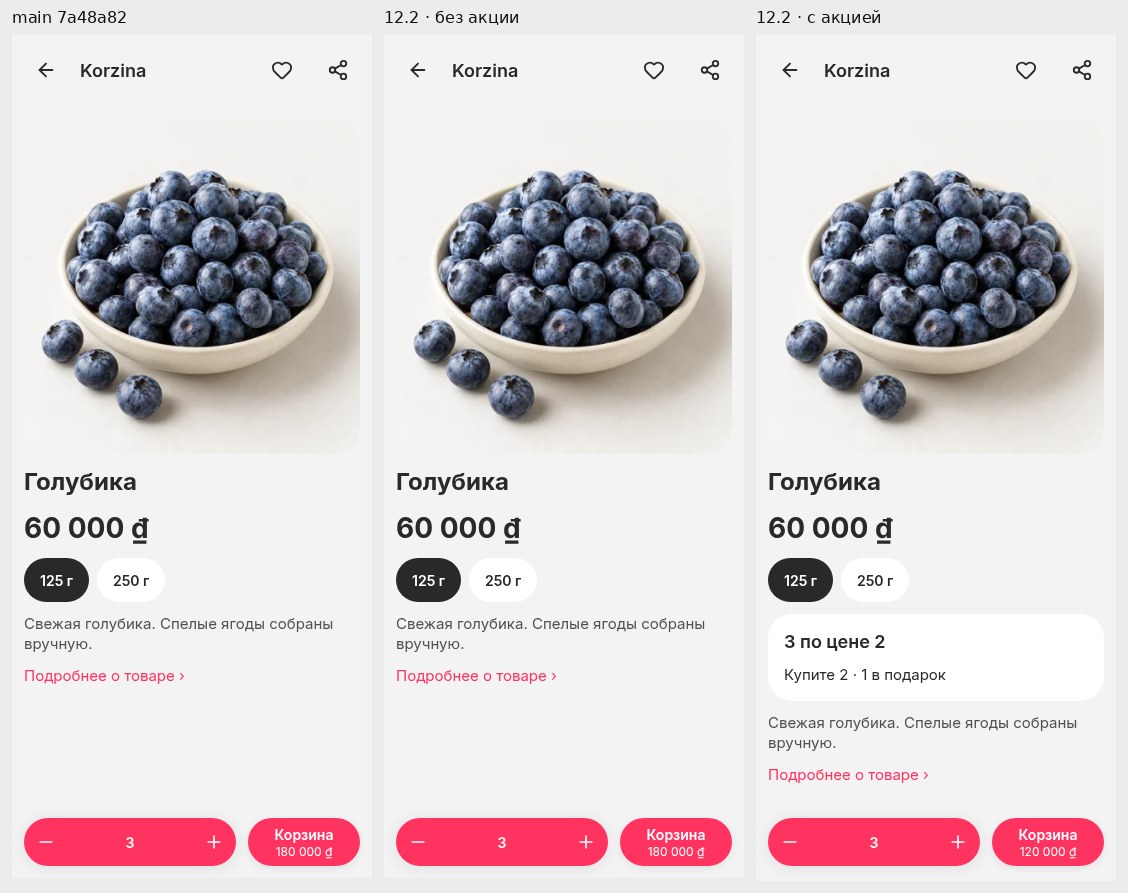 main 7a48a82
Korzina
Голубика
60 000 ₫
125 г
250 г
Свежая голубика. Спелые ягоды собраны
вручную.
Подробнее о товаре ›
3
Корзина
180 000 ₫
12.2 · без акции
Korzina
Голубика
60 000 ₫
125 г
250 г
Свежая голубика. Спелые ягоды собраны
вручную.
Подробнее о товаре ›
3
Корзина
180 000 ₫
12.2 · с акцией
Korzina
Голубика
60 000 ₫
125 г
250 г
3 по цене 2
Купите 2 · 1 в подарок
Свежая голубика. Спелые ягоды собраны
вручную.
Подробнее о товаре ›
3
Корзина
120 000 ₫